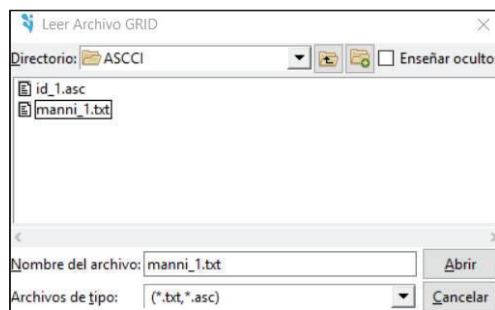 Leer Archivo GRID
Directorio: ASCCI Enseñar oculto
id_1.asc
manni_1.txt
Nombre del archivo: manni_1.txt Abrir
Archivos de tipo: (*.txt,*.asc) Cancelar